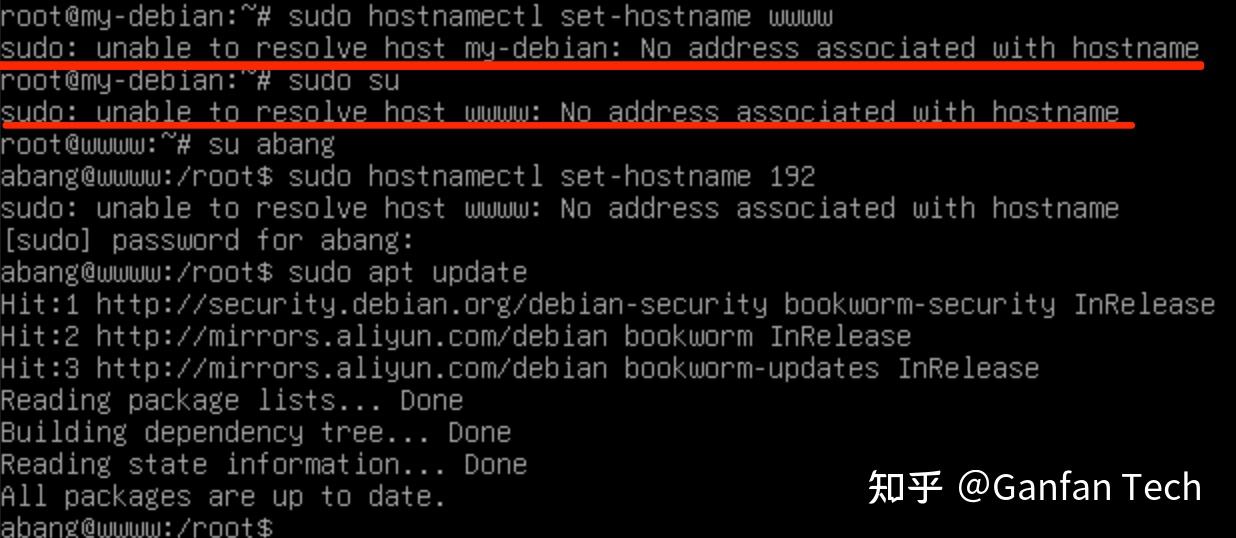 root@my-debian:~# sudo hostnamectl set-hostname wwww
sudo: unable to resolve host my-debian: No address associated with hostname
root@my-debian:~# sudo su
sudo: unable to resolve host wwww: No address associated with hostname
root@wwww:~# su abang
abang@wwww:/root$ sudo hostnamectl set-hostname 192
sudo: unable to resolve host wwww: No address associated with hostname
[sudo] password for abang:
abang@wwww:/root$ sudo apt update
Hit:1 http://security.debian.org/debian-security bookworm-security InRelease
Hit:2 http://mirrors.aliyun.com/debian bookworm InRelease
Hit:3 http://mirrors.aliyun.com/debian bookworm-updates InRelease
Reading package lists... Done
Building dependency tree... Done
Reading state information... Done
All packages are up to date.
abang@wwww:/root$
知乎 @Ganfan Tech